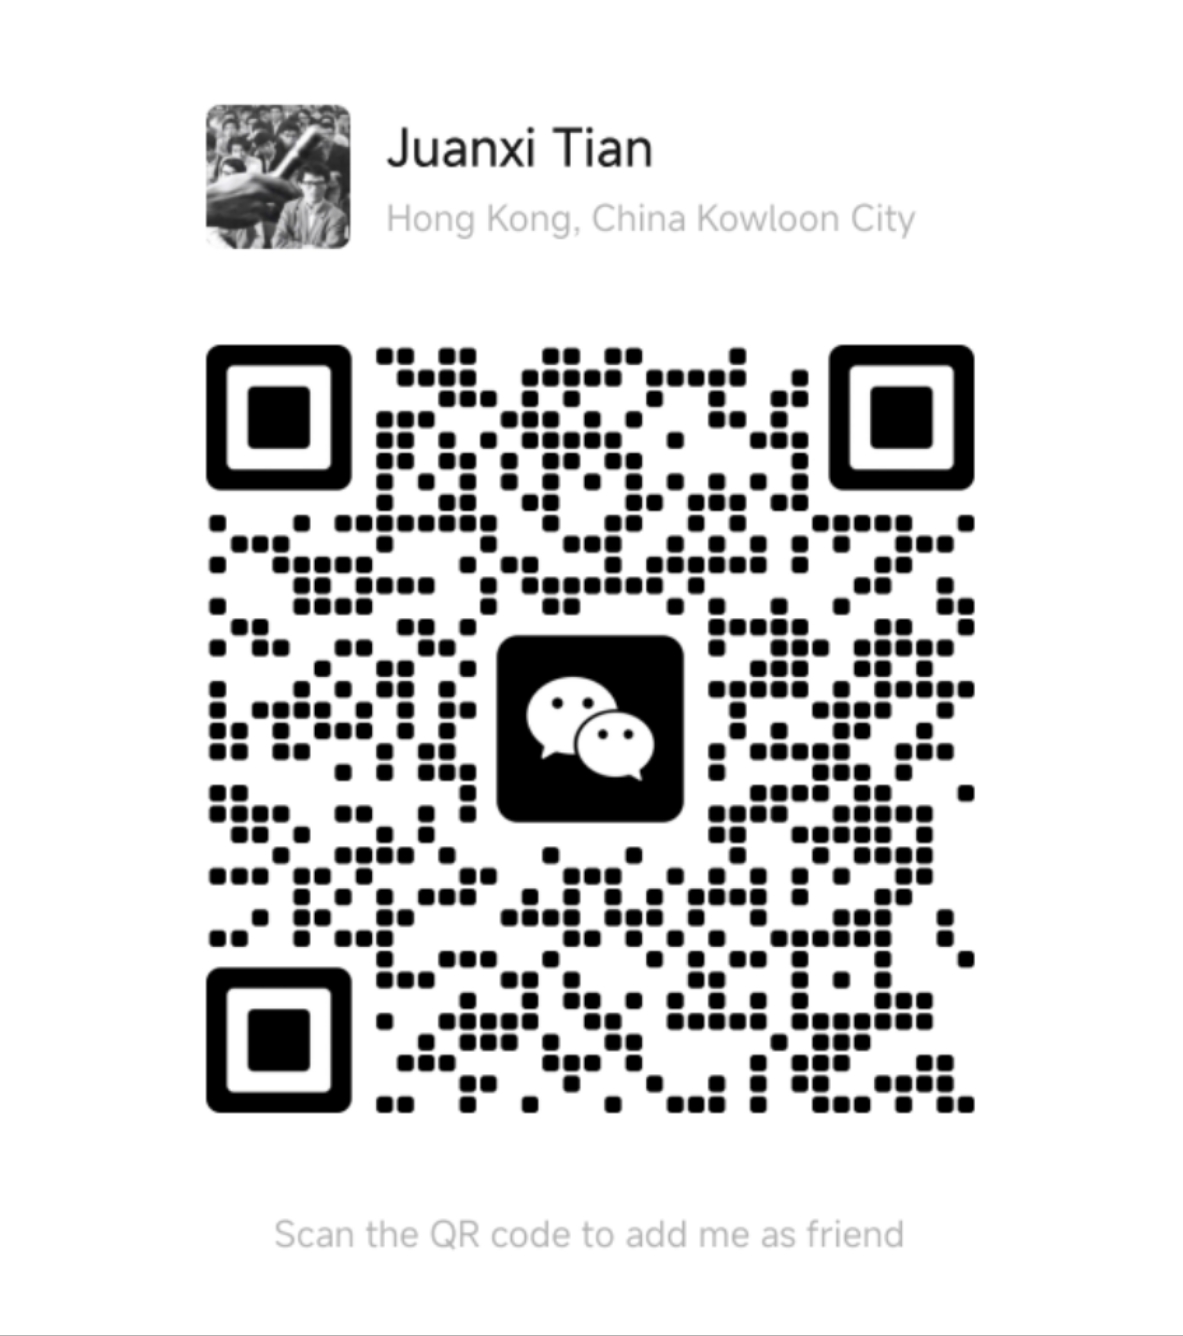 Juanxi Tian
Hong Kong, China Kowloon City
Scan the QR code to add me as friend